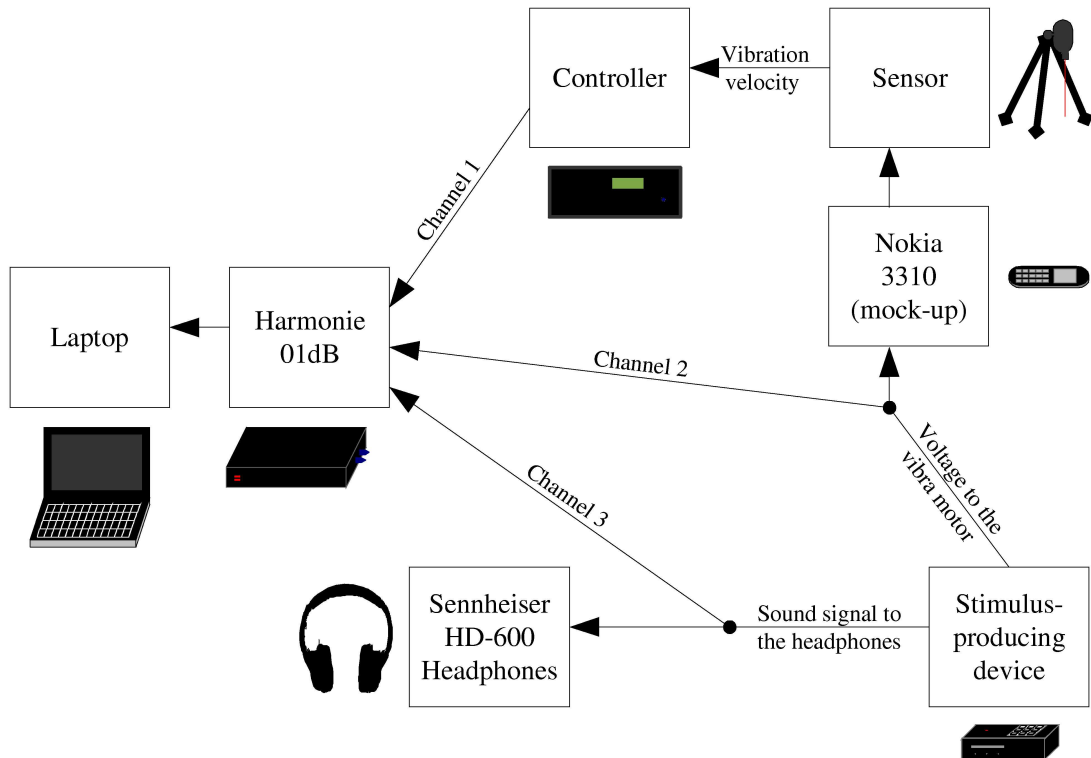 Controller
Vibration
velocity
Sensor
Channel 1
Nokia
3310
(mock-up)
Laptop
Harmonie
01dB
Channel 2
Voltage to the
vibra motor
Channel 3
Sennheiser
HD-600
Headphones
Sound signal to
the headphones
Stimulus-
producing
device